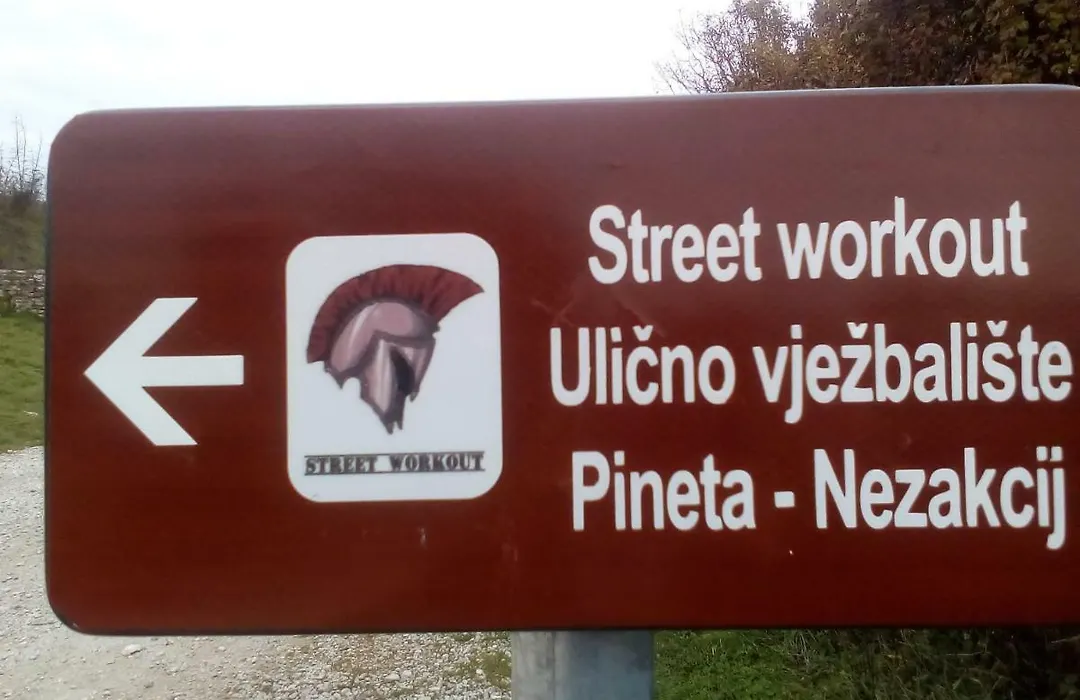 Street workout
Ulično vježbalište
Pineta - Nezakcij
STREET WORKOUT